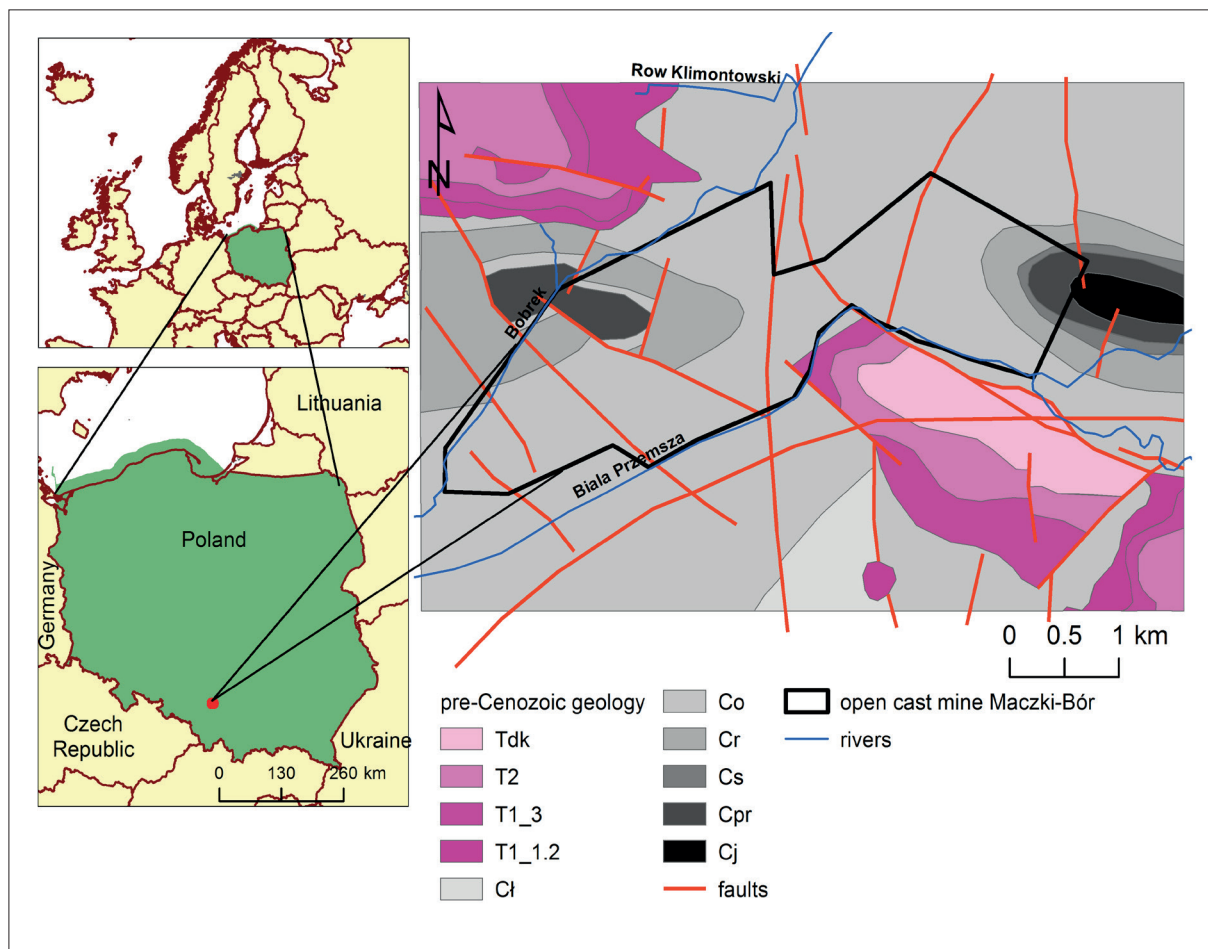 Row Klimontowski
N
Bobrek
Biala Przemsza
Lithuania
Poland
Germany
Czech
Republic
Ukraine
0 130 260 km
0 0.5 1 km
pre-Cenozoic geology
Tdk
T2
T1_3
T1_1.2
Cł
Co
Cr
Cs
Cpr
Cj
faults
open cast mine Maczki-Bór
rivers